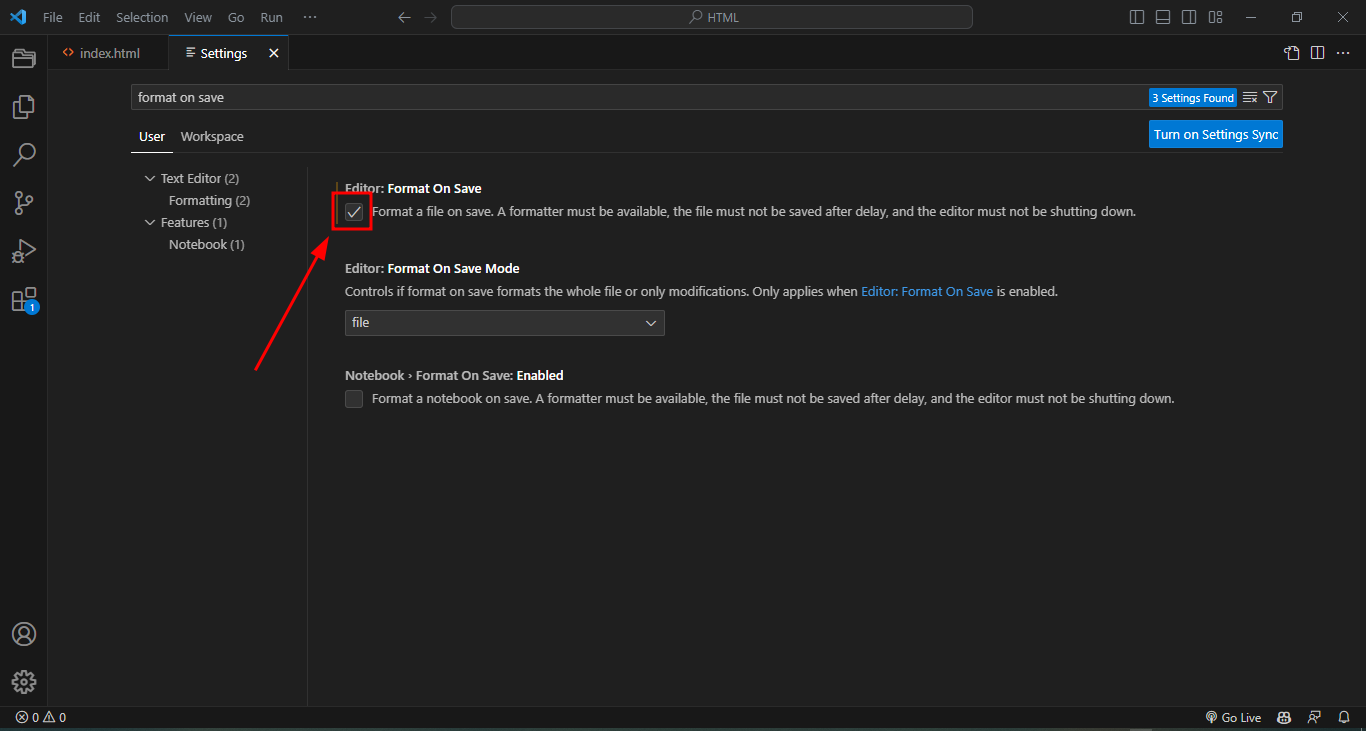 File Edit Selection View Go Run ··· HTML
index.html Settings
format on save 3 Settings Found
User Workspace Turn on Settings Sync
Text Editor (2)
Formatting (2)
Features (1)
Notebook (1)
Editor: Format On Save
Format a file on save. A formatter must be available, the file must not be saved after delay, and the editor must not be shutting down.
Editor: Format On Save Mode
Controls if format on save formats the whole file or only modifications. Only applies when Editor: Format On Save is enabled.
file
Notebook › Format On Save: Enabled
Format a notebook on save. A formatter must be available, the file must not be saved after delay, and the editor must not be shutting down.
1
0 0 Go Live